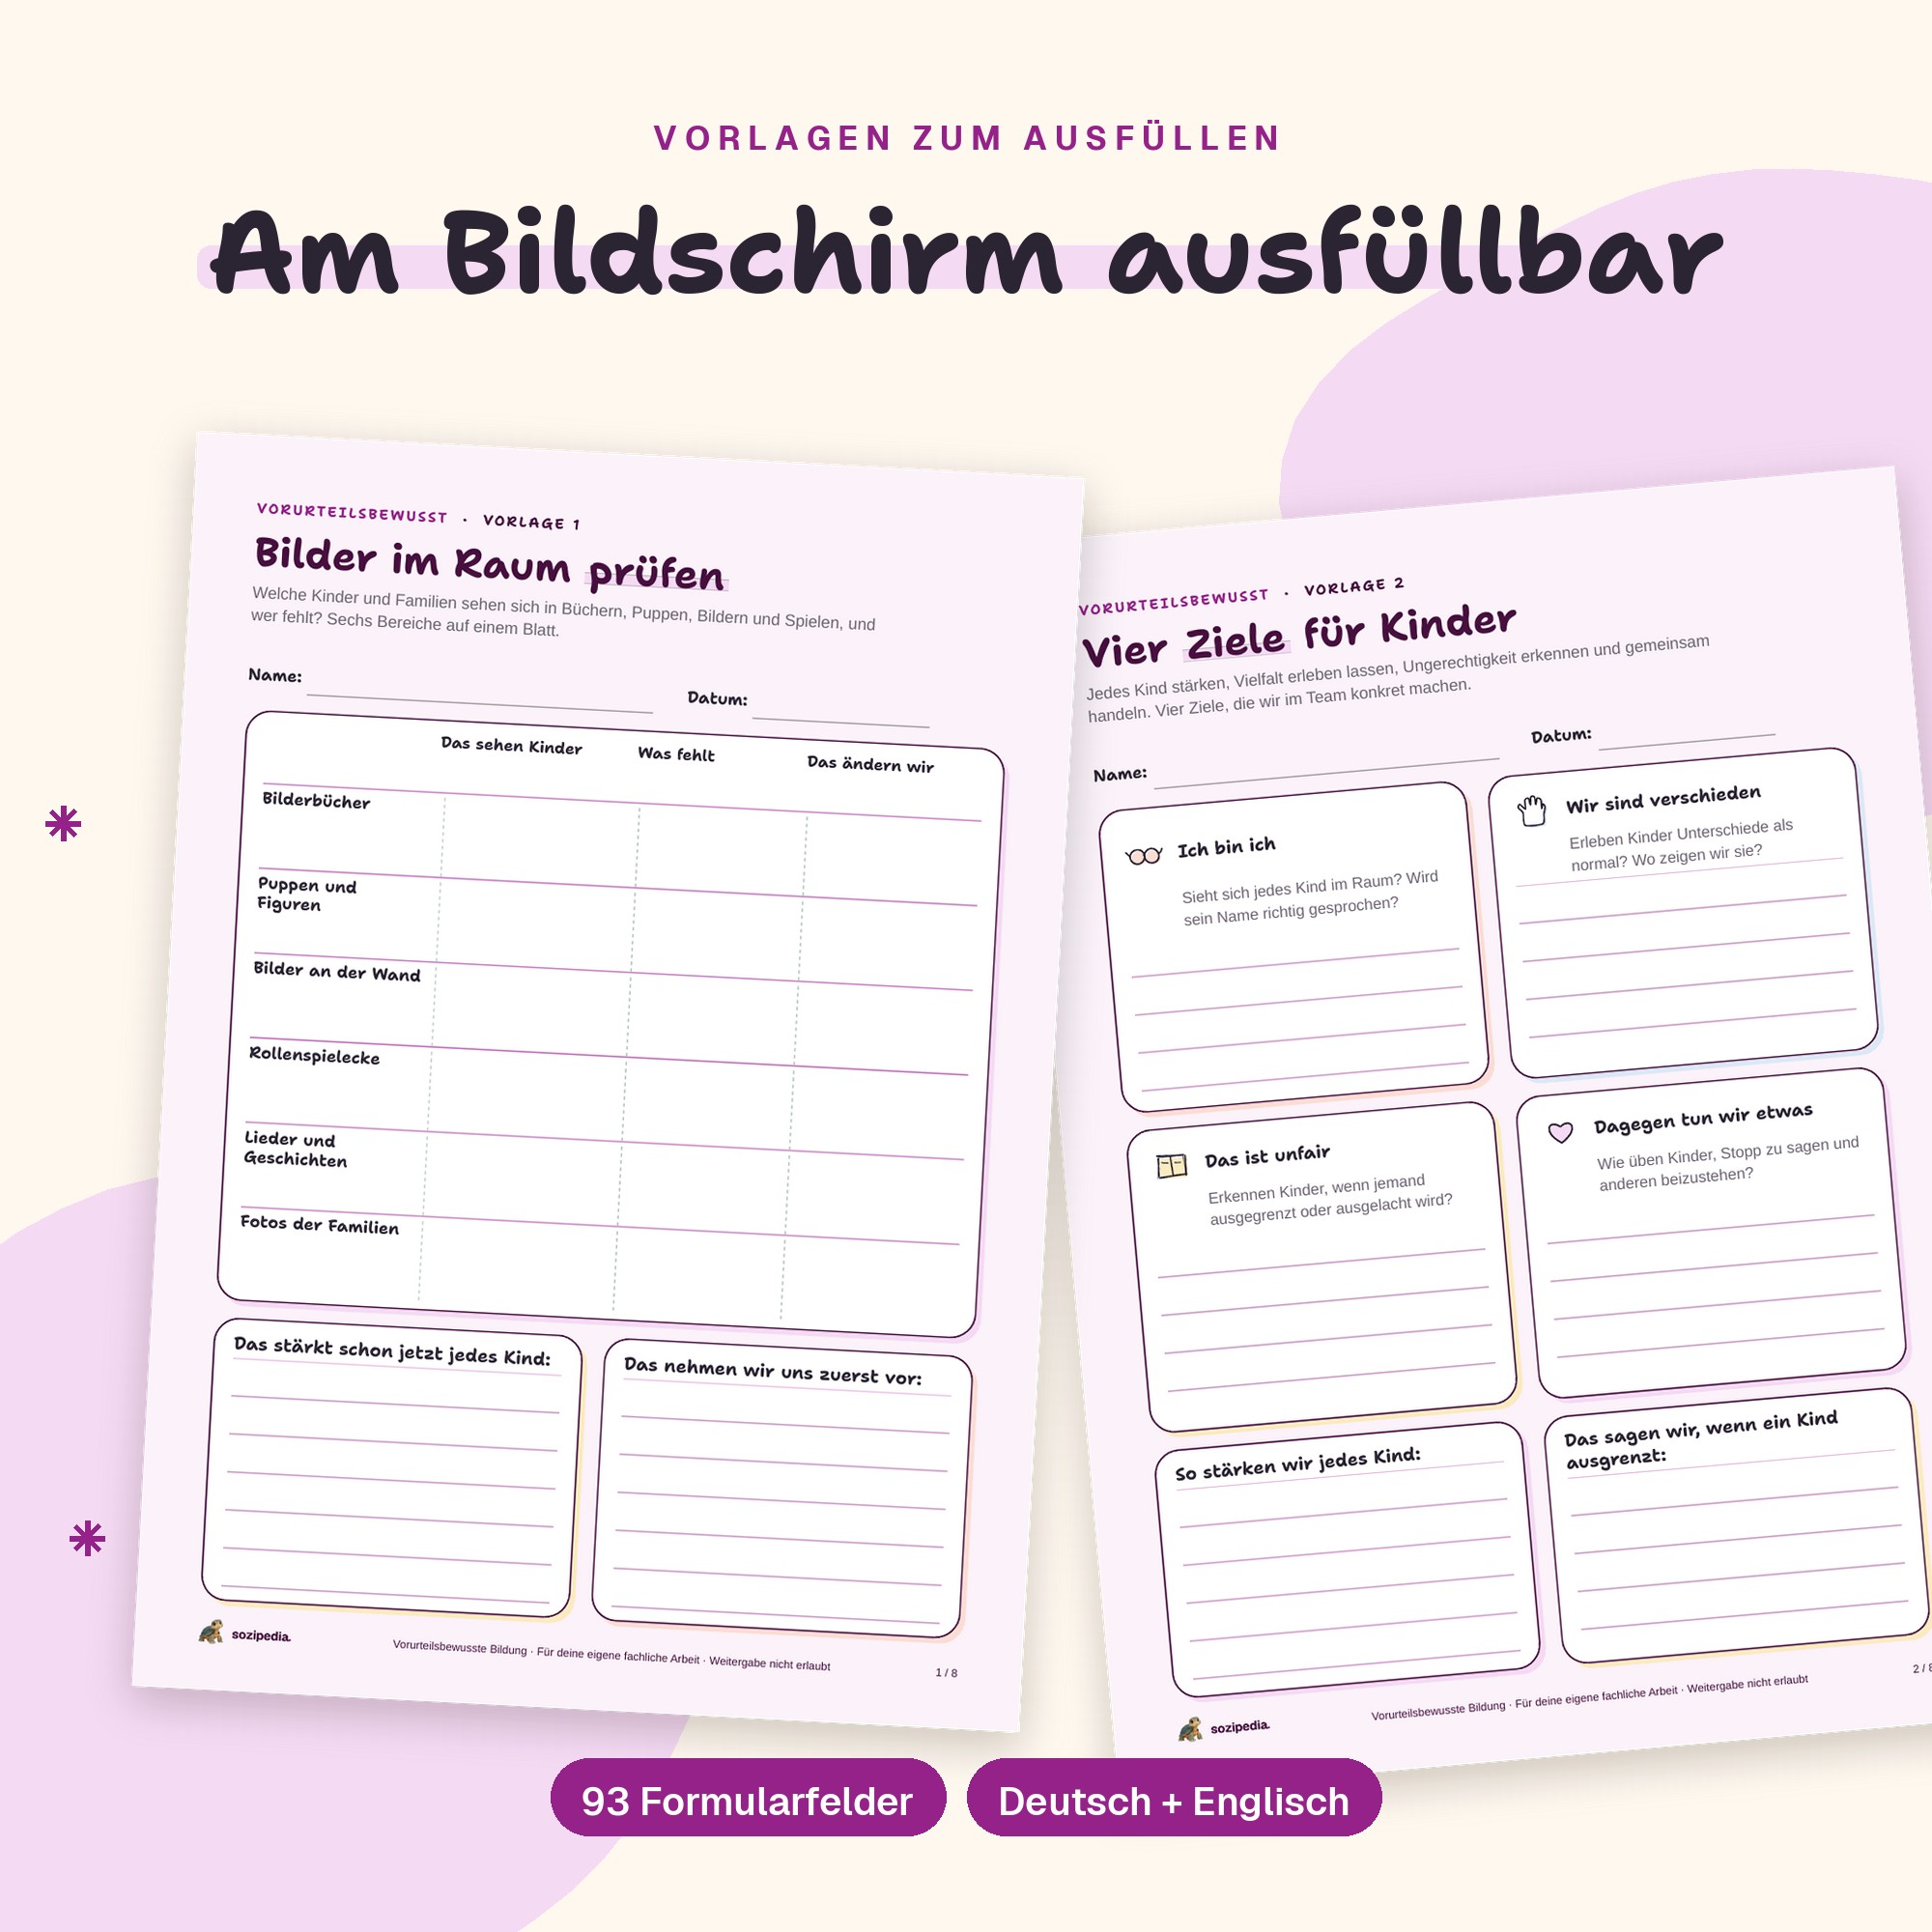 VORLAGEN ZUM AUSFÜLLEN
Am Bildschirm ausfüllbar
VORURTEILSBEWUSST · VORLAGE 1
Bilder im Raum prüfen
Welche Kinder und Familien sehen sich in Büchern, Puppen, Bildern und Spielen, und
wer fehlt? Sechs Bereiche auf einem Blatt.
Name:
Datum:
Das sehen Kinder
Was fehlt
Das ändern wir
Bilderbücher
Puppen und
Figuren
Bilder an der Wand
Rollenspielecke
Lieder und
Geschichten
Fotos der Familien
Das stärkt schon jetzt jedes Kind:
Das nehmen wir uns zuerst vor:
sozipedia.
Vorurteilsbewusste Bildung · Für deine eigene fachliche Arbeit · Weitergabe nicht erlaubt
1 / 8
VORURTEILSBEWUSST · VORLAGE 2
Vier Ziele für Kinder
Jedes Kind stärken, Vielfalt erleben lassen, Ungerechtigkeit erkennen und gemeinsam
handeln. Vier Ziele, die wir im Team konkret machen.
Name:
Datum:
Ich bin ich
Sieht sich jedes Kind im Raum? Wird
sein Name richtig gesprochen?
Wir sind verschieden
Erleben Kinder Unterschiede als
normal? Wo zeigen wir sie?
Das ist unfair
Erkennen Kinder, wenn jemand
ausgegrenzt oder ausgelacht wird?
Dagegen tun wir etwas
Wie üben Kinder, Stopp zu sagen und
anderen beizustehen?
So stärken wir jedes Kind:
Das sagen wir, wenn ein Kind
ausgrenzt:
sozipedia.
Vorurteilsbewusste Bildung · Für deine eigene fachliche Arbeit · Weitergabe nicht erlaubt
2 / 8
93 Formularfelder
Deutsch + Englisch